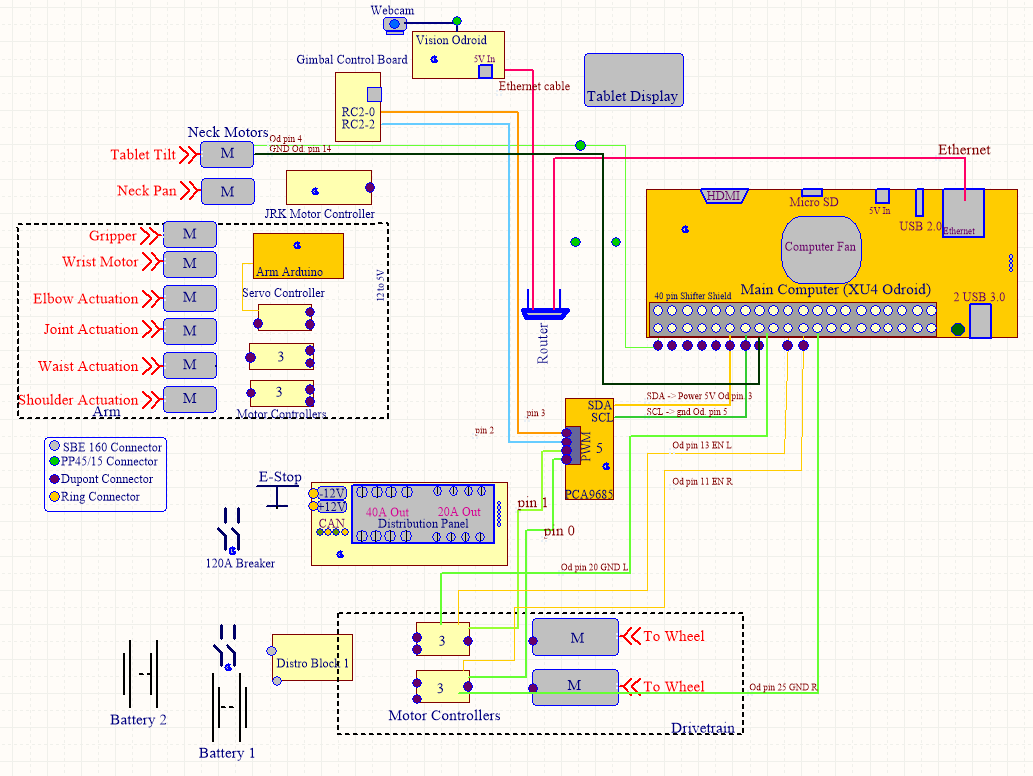 Webcam
Vision Odroid
5V In
Gimbal Control Board
RC2-0
RC2-2
Ethernet cable
Tablet Display
Neck Motors
Od pin 4
GND Od. pin 14
Tablet Tilt
M
Neck Pan
M
JRK Motor Controller
Ethernet
HDMI
Micro SD
5V In
USB 2.0
Ethernet
Computer Fan
Main Computer (XU4 Odroid)
40 pin Shifter Shield
2 USB 3.0
Gripper
M
Wrist Motor
M
Elbow Actuation
M
Joint Actuation
M
Waist Actuation
M
Shoulder Actuation
M
Arm
Arm Arduino
Servo Controller
12 to 5V
3
3
Motor Controllers
Router
SDA -> Power 5V Od pin. 3
SCL -> gnd Od. pin 5
pin 3
pin 2
SDA
SCL
PWM
5
PCA9685
Od pin 13 EN L
Od pin 11 EN R
SBE 160 Connector
PP45/15 Connector
Dupont Connector
Ring Connector
E-Stop
-12V
+12V
CAN
40A Out
20A Out
Distribution Panel
pin 1
pin 0
120A Breaker
Od pin 20 GND L
Distro Block 1
3
M
To Wheel
3
M
To Wheel
Od pin 25 GND R
Motor Controllers
Drivetrain
Battery 2
Battery 1